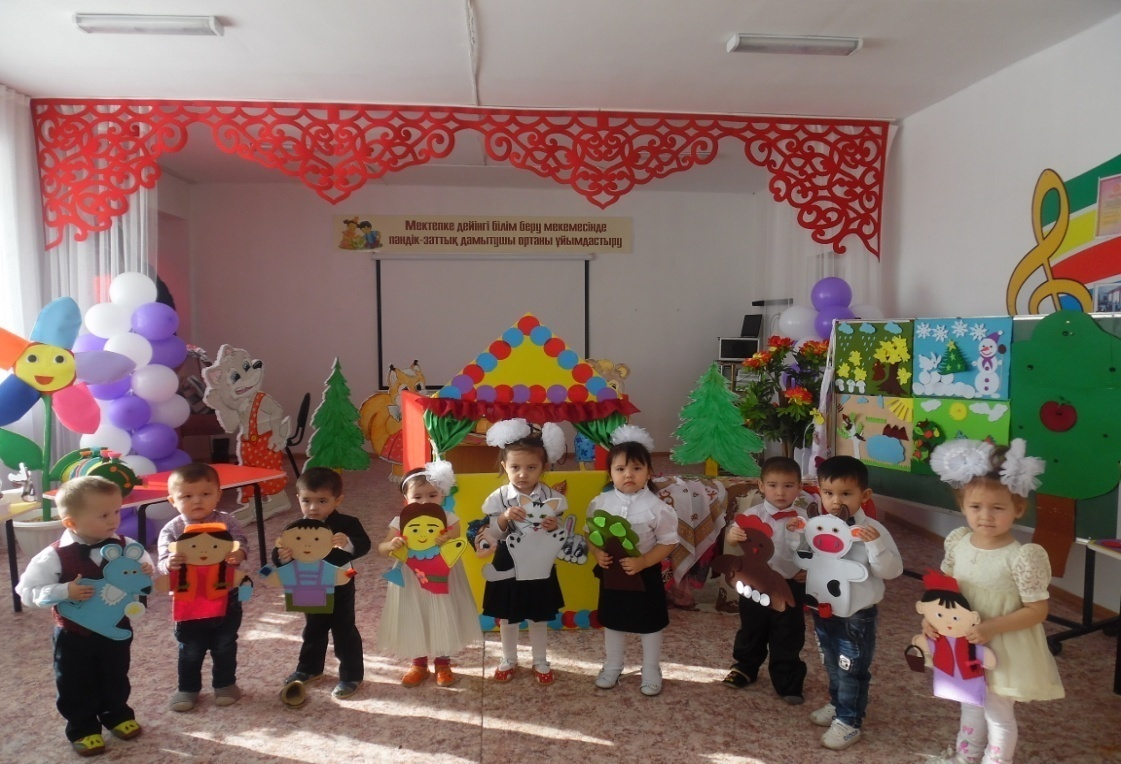 Мектепке дейінгі білім беру мекемесінде
пәндік-заттық дамытушы ортаны ұйымдастыру